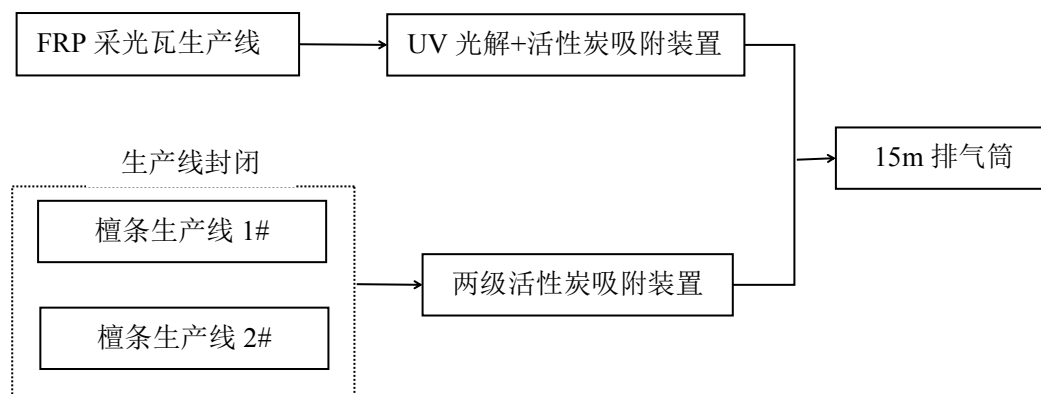 FRP 采光瓦生产线
UV 光解+活性炭吸附装置
15m 排气筒
生产线封闭
檀条生产线 1#
两级活性炭吸附装置
檀条生产线 2#